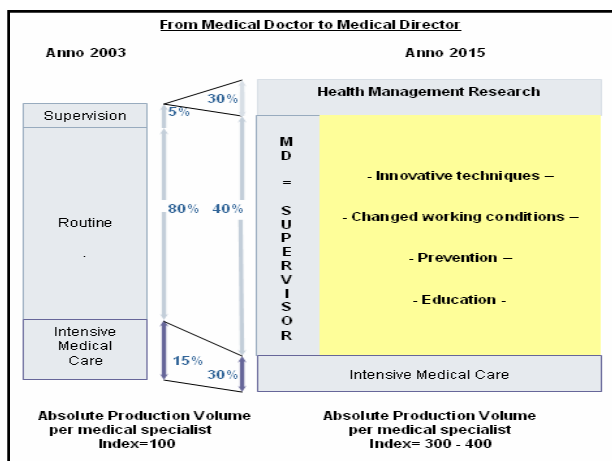 From Medical Doctor to Medical Director
Anno 2003
Anno 2015
Supervision
5%
30%
Health Management Research
Routine
.
80%
40%
MD = SUPERVISOR
- Innovative techniques –
- Changed working conditions –
- Prevention –
- Education -
Intensive
Medical
Care
15%
30%
Intensive Medical Care
Absolute Production Volume
per medical specialist
Index=100
Absolute Production Volume
per medical specialist
Index= 300 - 400